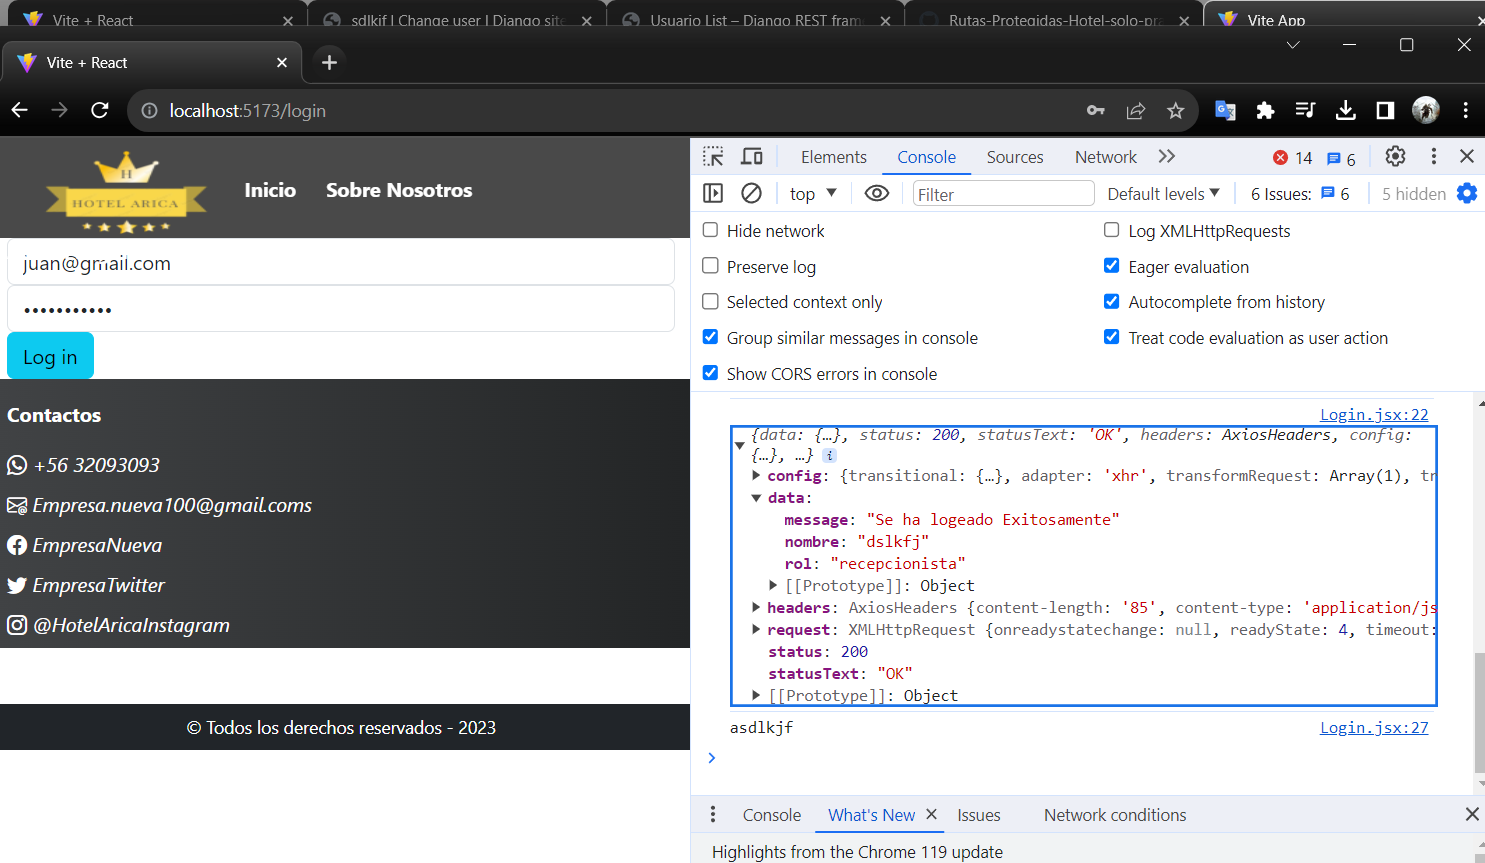 Vite + React
sdlkif | Change user | Django site
Usuario List – Django REST fram
Rutas-Protegidas-Hotel-solo-pra
Vite App
Vite + React
localhost:5173/login
H
HOTEL ARICA
Inicio
Sobre Nosotros
juan@gmail.com
•••••••••••
Log in
Contactos
+56 32093093
Empresa.nueva100@gmail.coms
EmpresaNueva
EmpresaTwitter
@HotelAricaInstagram
© Todos los derechos reservados - 2023
Elements
Console
Sources
Network
14
6
top
Filter
Default levels
6 Issues:
6
5 hidden
Hide network
Log XMLHttpRequests
Preserve log
Eager evaluation
Selected context only
Autocomplete from history
Group similar messages in console
Treat code evaluation as user action
Show CORS errors in console
Login.jsx:22
{data: {…}, status: 200, statusText: 'OK', headers: AxiosHeaders, config:
{…}, …}
config: {transitional: {…}, adapter: 'xhr', transformRequest: Array(1), tr
data:
message: "Se ha logeado Exitosamente"
nombre: "dslkfj"
rol: "recepcionista"
[[Prototype]]: Object
headers: AxiosHeaders {content-length: '85', content-type: 'application/js
request: XMLHttpRequest {onreadystatechange: null, readyState: 4, timeout:
status: 200
statusText: "OK"
[[Prototype]]: Object
asdlkjf
Login.jsx:27
Console
What's New
Issues
Network conditions
Highlights from the Chrome 119 update